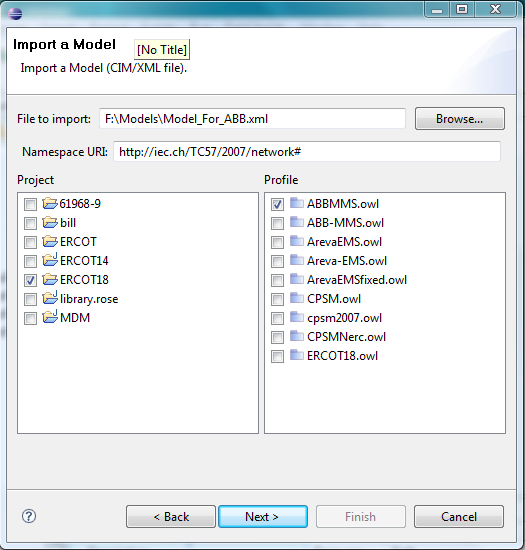 Import a Model
[No Title]
Import a Model (CIM/XML file).
File to import: F:\Models\Model_For_ABB.xml Browse...
Namespace URI: http://iec.ch/TC57/2007/network#
Project Profile
61968-9 ABBMMS.owl
bill ABB-MMS.owl
ERCOT ArevaEMS.owl
ERCOT14 Areva-EMS.owl
ERCOT18 ArevaEMSfixed.owl
library.rose CPSM.owl
MDM cpsm2007.owl
CPSMNerc.owl
ERCOT18.owl
? < Back Next > Finish Cancel